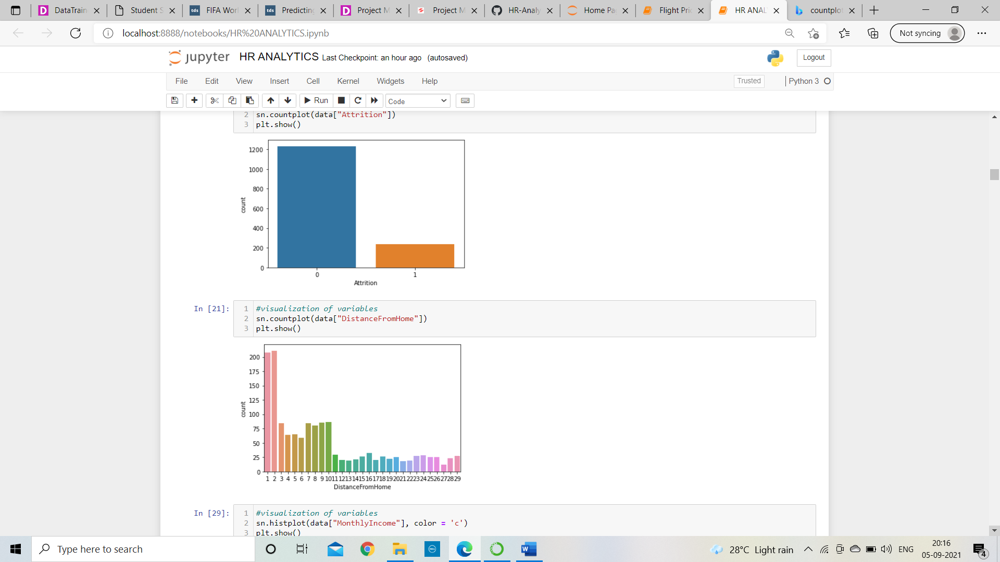 DataTrain
Student S
tds FIFA Worl
tds Predicting
Project M
Project M
HR-Analy
Home Pa
Flight Pric
HR ANAL
countplot
localhost:8888/notebooks/HR%20ANALYTICS.ipynb
Not syncing
jupyter HR ANALYTICS Last Checkpoint: an hour ago (autosaved)
Logout
File Edit View Insert Cell Kernel Widgets Help
Trusted
Python 3
Run
Code
2 sn.countplot(data["Attrition"])
3 plt.show()
1200
1000
800
600
400
200
0
count
0 1
Attrition
In [21]:
1 #visualization of variables
2 sn.countplot(data["DistanceFromHome"])
3 plt.show()
200
175
150
125
100
75
50
25
0
count
1 2 3 4 5 6 7 8 9 10 11 12 13 14 15 16 17 18 19 20 21 22 23 24 25 26 27 28 29
DistanceFromHome
In [29]:
1 #visualization of variables
2 sn.histplot(data["MonthlyIncome"], color = 'c')
3 plt.show()
Type here to search
DELL
28°C Light rain
ENG
20:16
05-09-2021
4